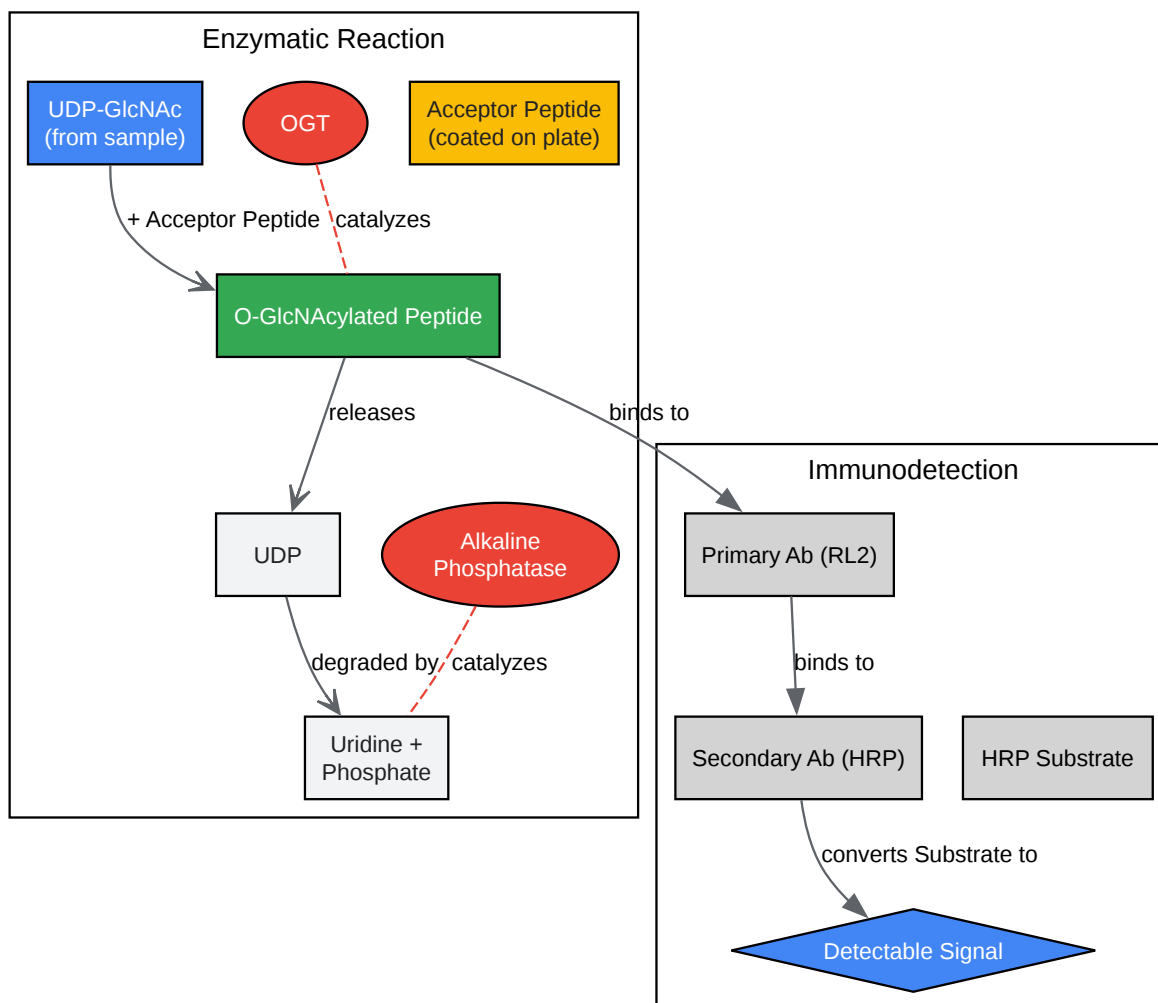 Enzymatic Reaction
UDP-GlcNAc
(from sample)
OGT
Acceptor Peptide
(coated on plate)
+ Acceptor Peptide
catalyzes
O-GlcNAcylated Peptide
releases
binds to
Immunodetection
UDP
Alkaline
Phosphatase
Primary Ab (RL2)
degraded by
catalyzes
binds to
Uridine +
Phosphate
Secondary Ab (HRP)
HRP Substrate
converts Substrate to
Detectable Signal